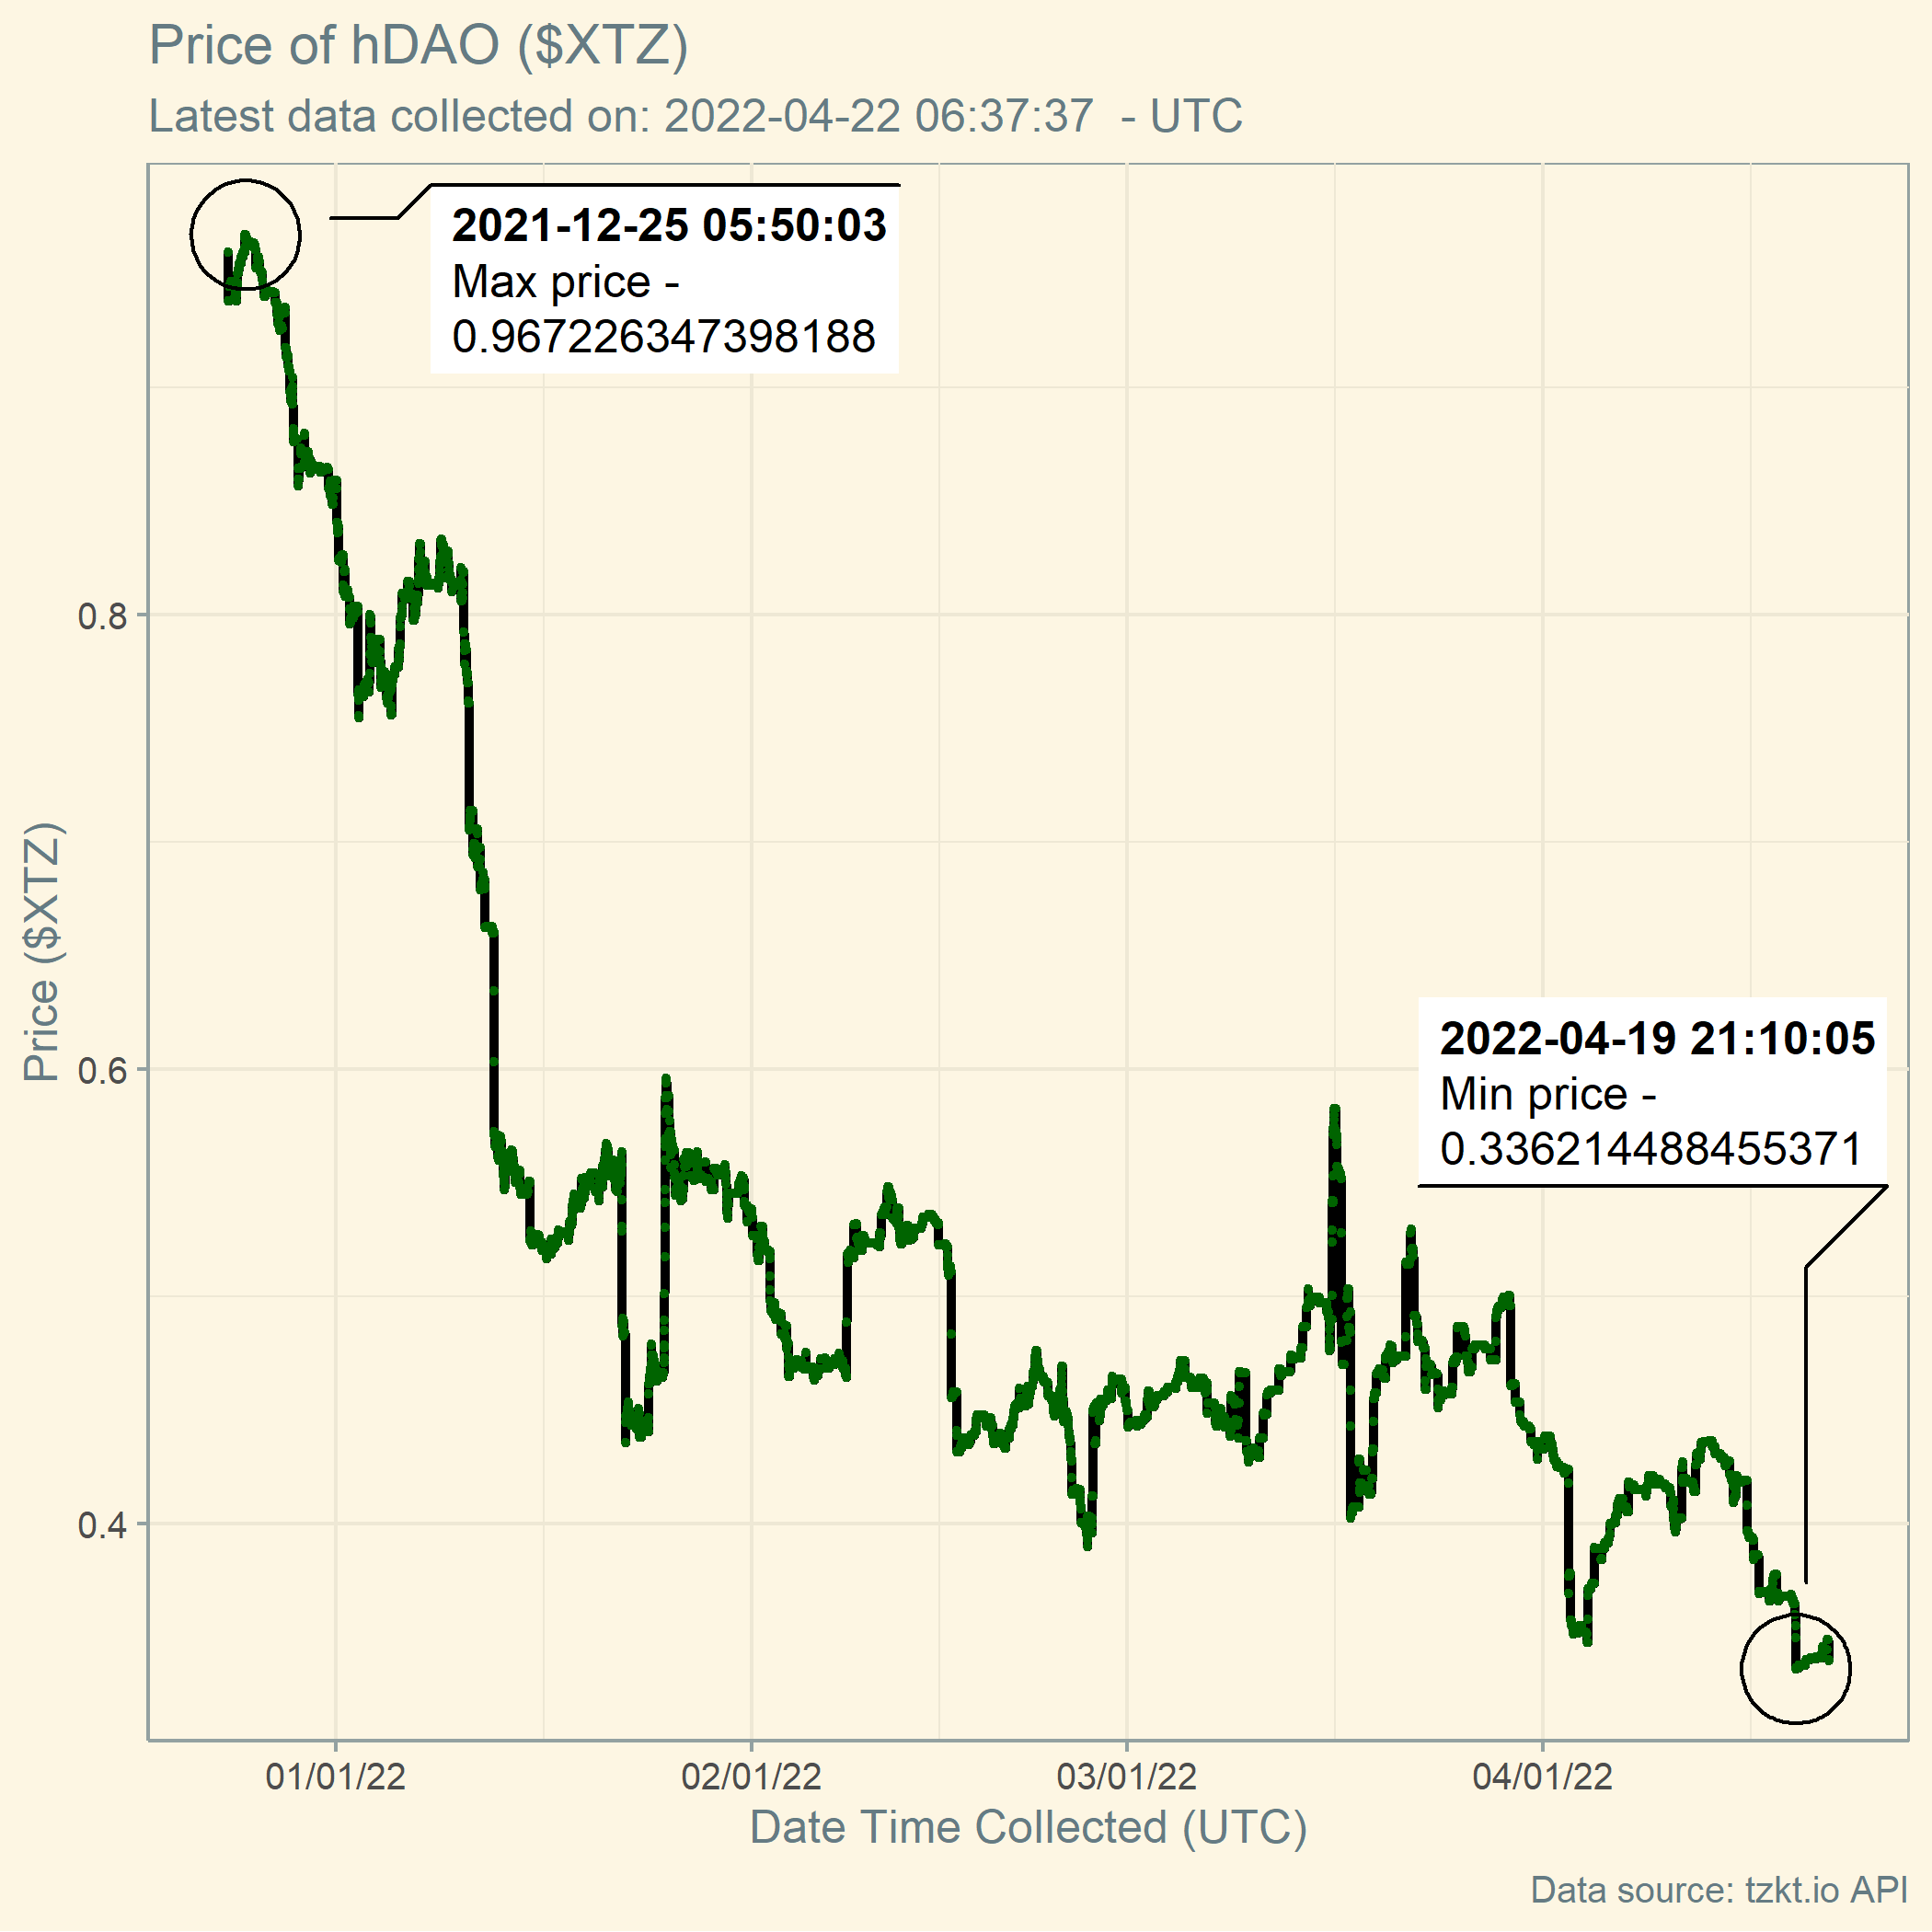 Price of hDAO ($XTZ)
Latest data collected on: 2022-04-22 06:37:37  - UTC
2021-12-25 05:50:03
Max price -
0.967226347398188
2022-04-19 21:10:05
Min price -
0.336214488455371
Price ($XTZ)
0.8
0.6
0.4
01/01/22
02/01/22
03/01/22
04/01/22
Date Time Collected (UTC)
Data source: tzkt.io API